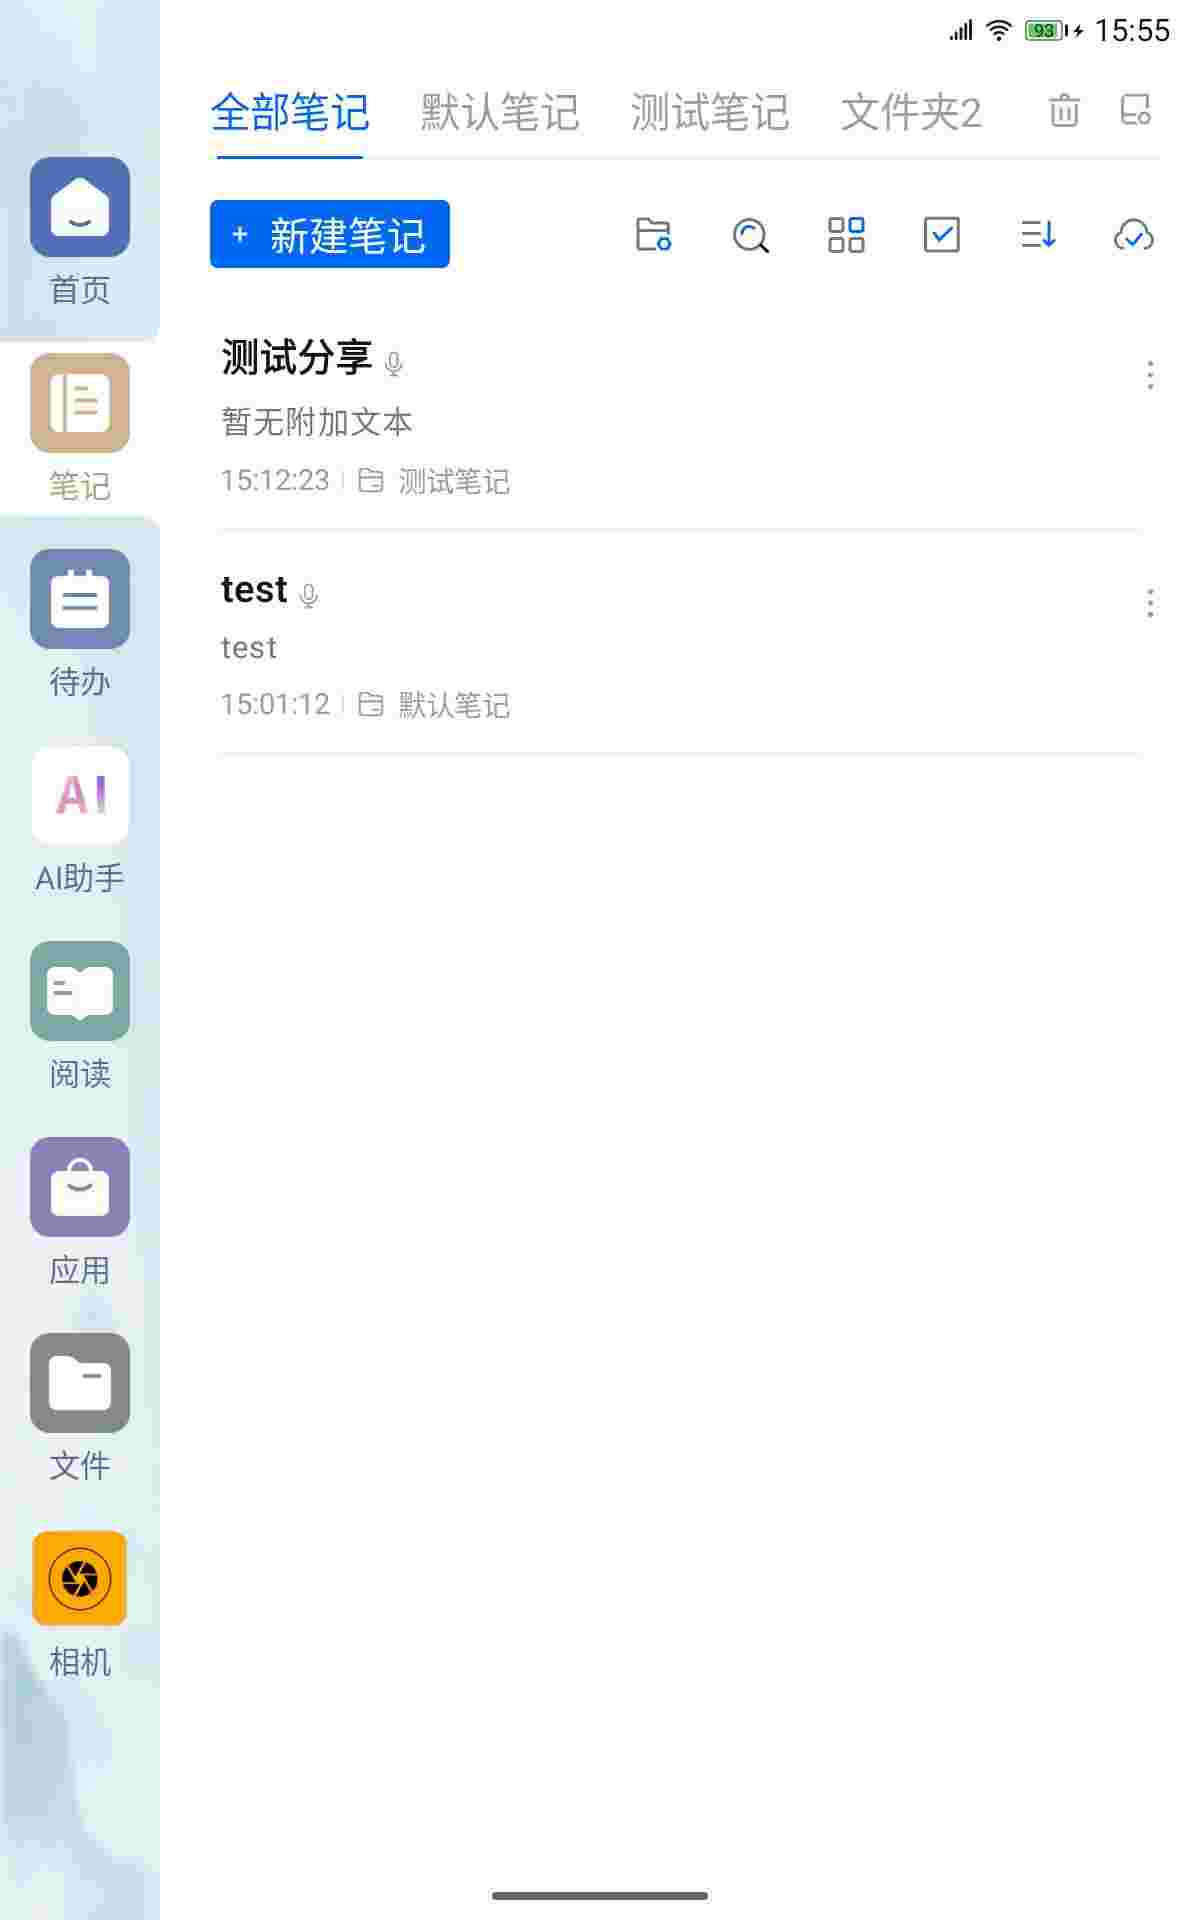 93 15:55
全部笔记 默认笔记 测试笔记 文件夹2
+ 新建笔记
测试分享
暂无附加文本
15:12:23 测试笔记
test
test
15:01:12 默认笔记
首页
笔记
待办
AI
AI助手
阅读
应用
文件
相机